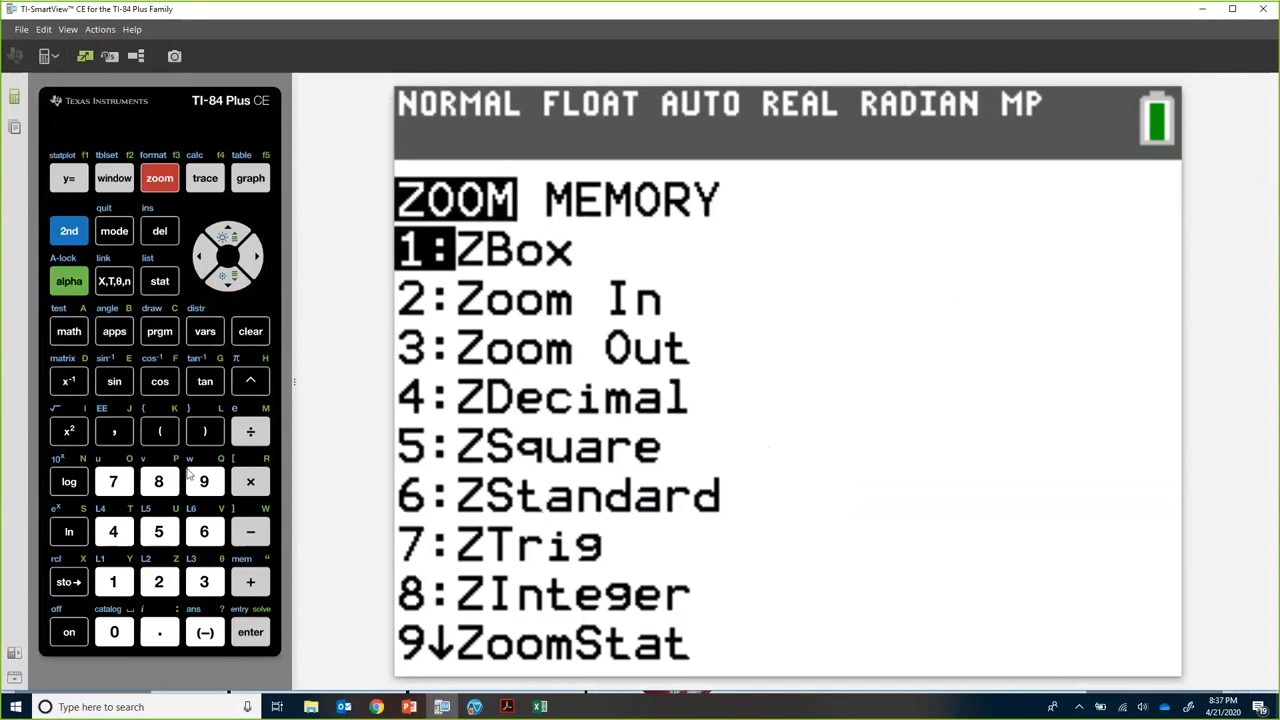 TI-SmartView™ CE for the TI-84 Plus Family
File Edit View Actions Help
TEXAS INSTRUMENTS TI-84 Plus CE
statplot f1 tblset f2 format f3 calc f4 table f5
y= window zoom trace graph
quit ins
2nd mode del
A-lock link list
alpha X,T,θ,n stat
test A angle B draw C distr
math apps prgm vars clear
matrix D sin⁻¹ E cos⁻¹ F tan⁻¹ G π H
x⁻¹ sin cos tan ^
√ I EE J { K } L e M
x² , ( ) ÷
10ˣ N u O v P w Q [ R
log 7 8 9 ×
eˣ S L4 T L5 U L6 V ] W
ln 4 5 6 −
rcl X L1 Y L2 Z L3 θ mem "
sto→ 1 2 3 +
off catalog ⎵ i : ans ? entry solve
on 0 . (−) enter
NORMAL FLOAT AUTO REAL RADIAN MP
ZOOM MEMORY
1:ZBox
2:Zoom In
3:Zoom Out
4:ZDecimal
5:ZSquare
6:ZStandard
7:ZTrig
8:ZInteger
9↓ZoomStat
Type here to search
8:37 PM
4/21/2020
19